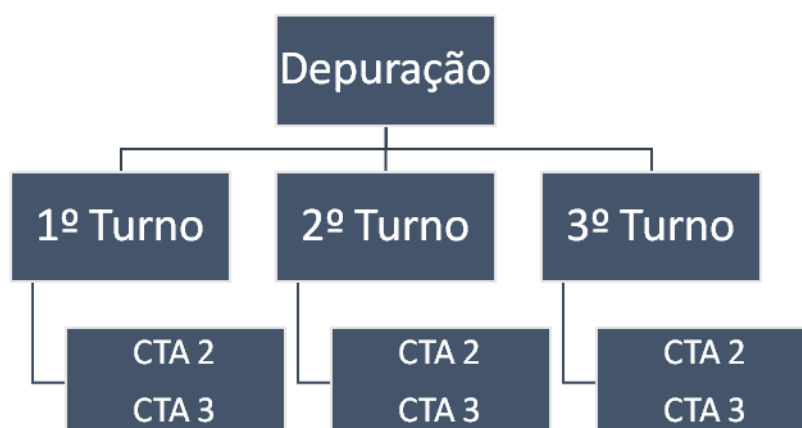 Depuração
1º Turno
2º Turno
3º Turno
CTA 2
CTA 3
CTA 2
CTA 3
CTA 2
CTA 3